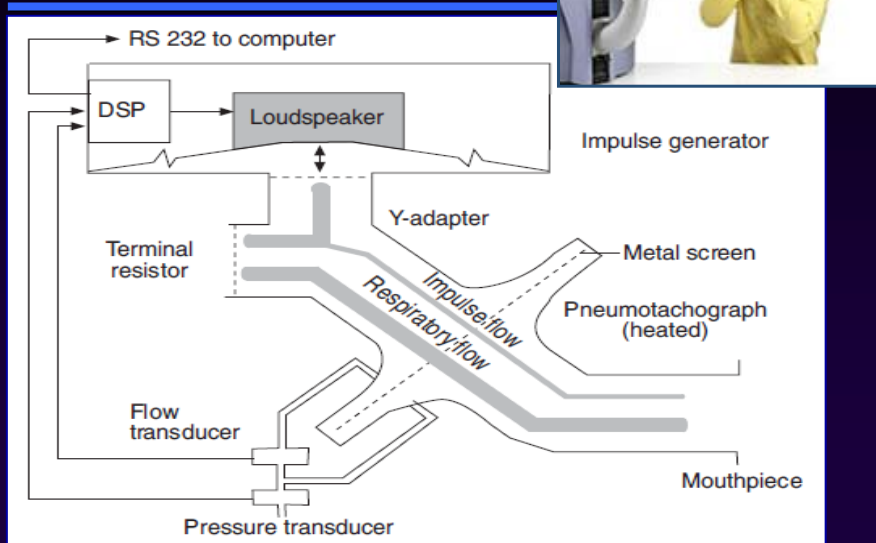 RS 232 to computer
DSP
Loudspeaker
Impulse generator
Y-adapter
Terminal
resistor
Metal screen
Impulse flow
Respiratory flow
Pneumotachograph
(heated)
Flow
transducer
Mouthpiece
Pressure transducer